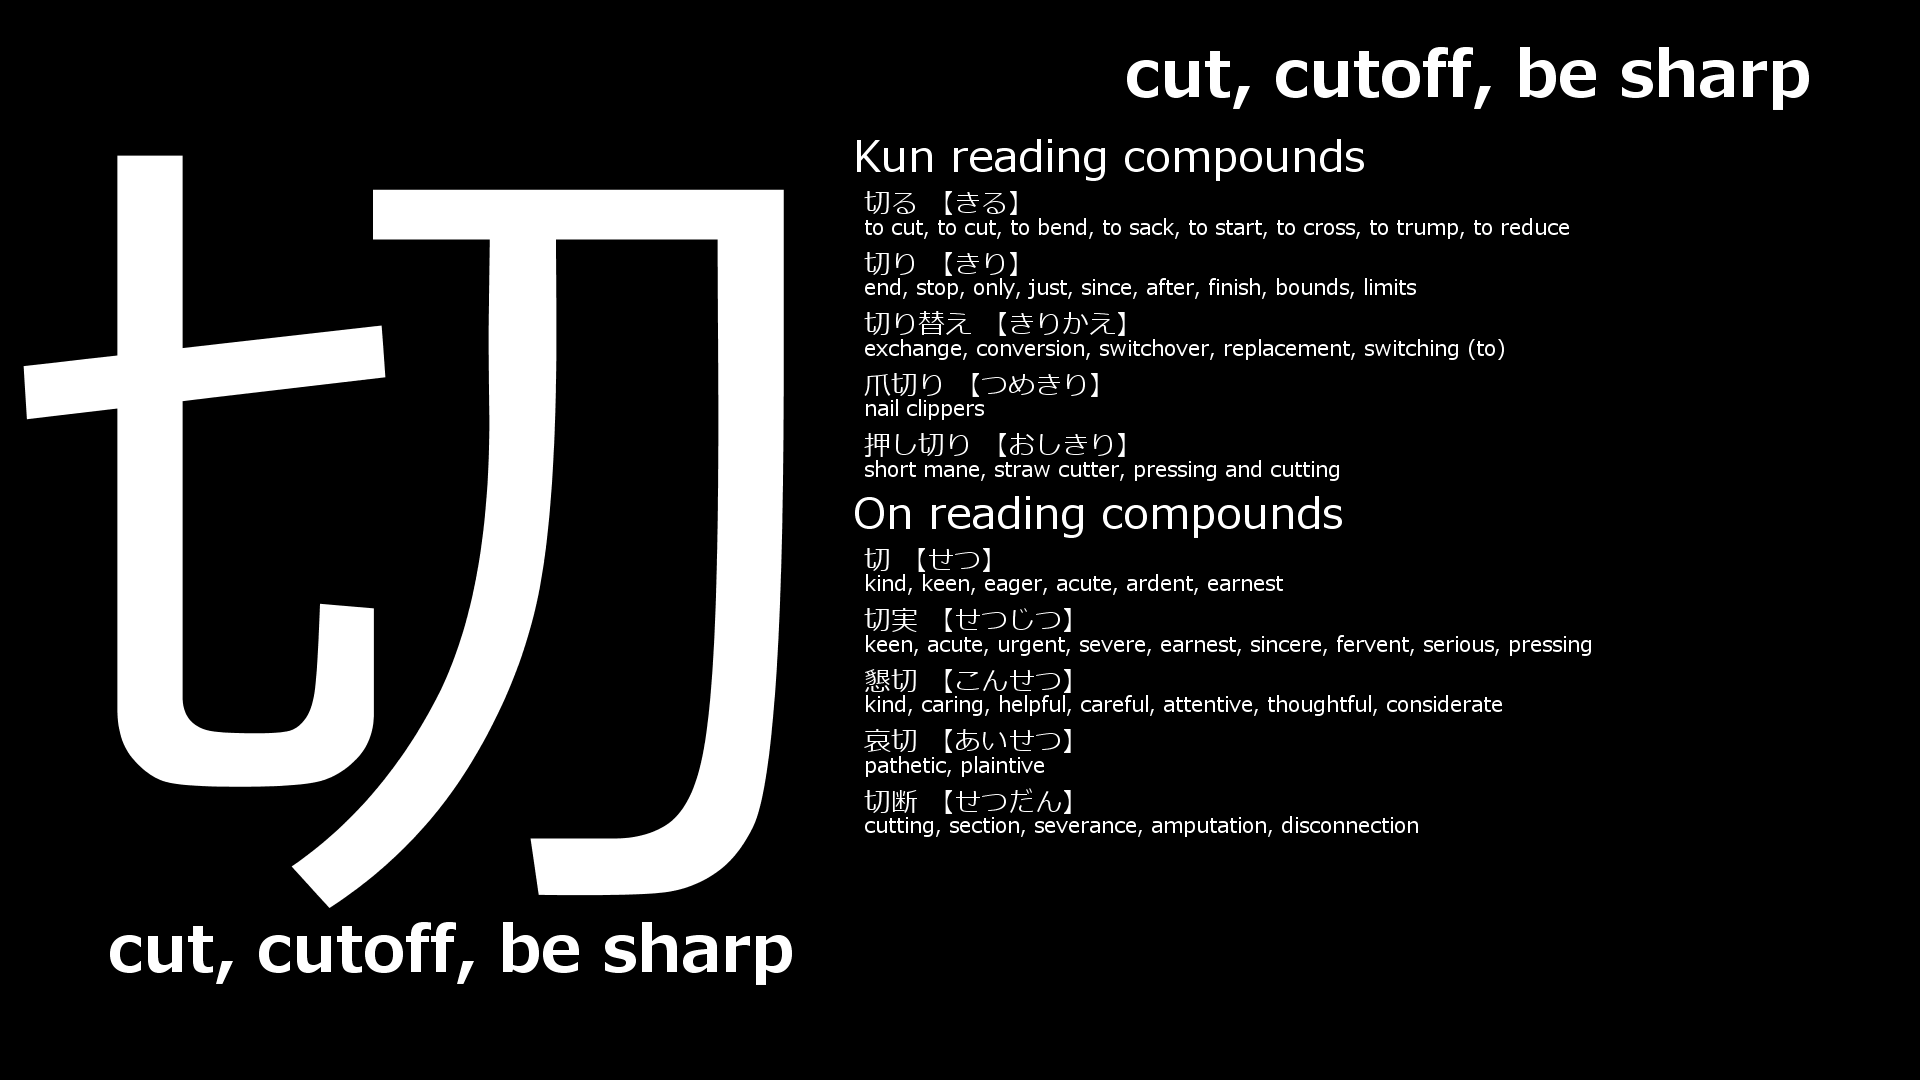 切
cut, cutoff, be sharp
cut, cutoff, be sharp
Kun reading compounds
切る 【きる】
to cut, to cut, to bend, to sack, to start, to cross, to trump, to reduce
切り 【きり】
end, stop, only, just, since, after, finish, bounds, limits
切り替え 【きりかえ】
exchange, conversion, switchover, replacement, switching (to)
爪切り 【つめきり】
nail clippers
押し切り 【おしきり】
short mane, straw cutter, pressing and cutting
On reading compounds
切 【せつ】
kind, keen, eager, acute, ardent, earnest
切実 【せつじつ】
keen, acute, urgent, severe, earnest, sincere, fervent, serious, pressing
懇切 【こんせつ】
kind, caring, helpful, careful, attentive, thoughtful, considerate
哀切 【あいせつ】
pathetic, plaintive
切断 【せつだん】
cutting, section, severance, amputation, disconnection